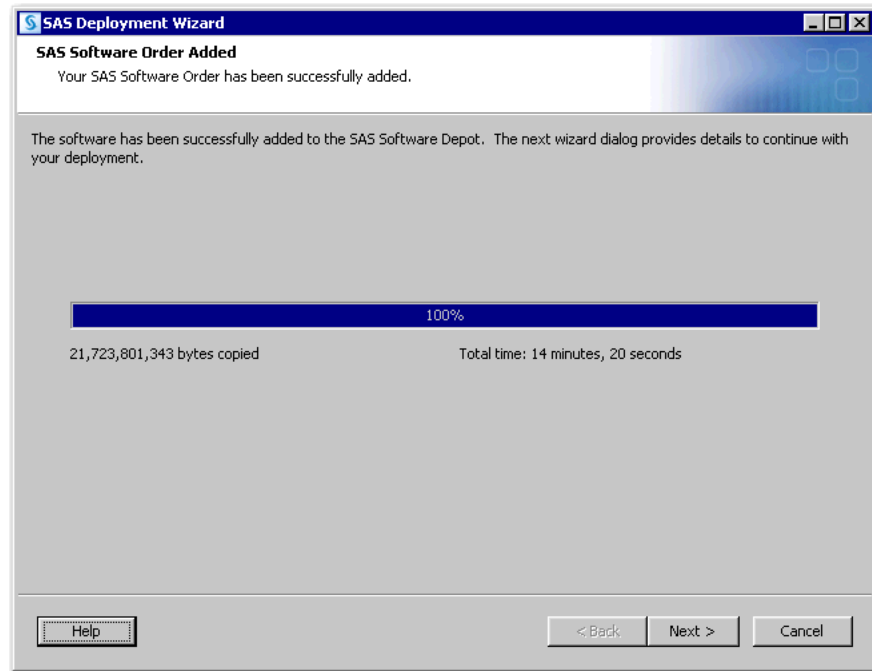 SAS Deployment Wizard
SAS Software Order Added
Your SAS Software Order has been successfully added.
The software has been successfully added to the SAS Software Depot. The next wizard dialog provides details to continue with
your deployment.
100%
21,723,801,343 bytes copied Total time: 14 minutes, 20 seconds
Help < Back Next > Cancel